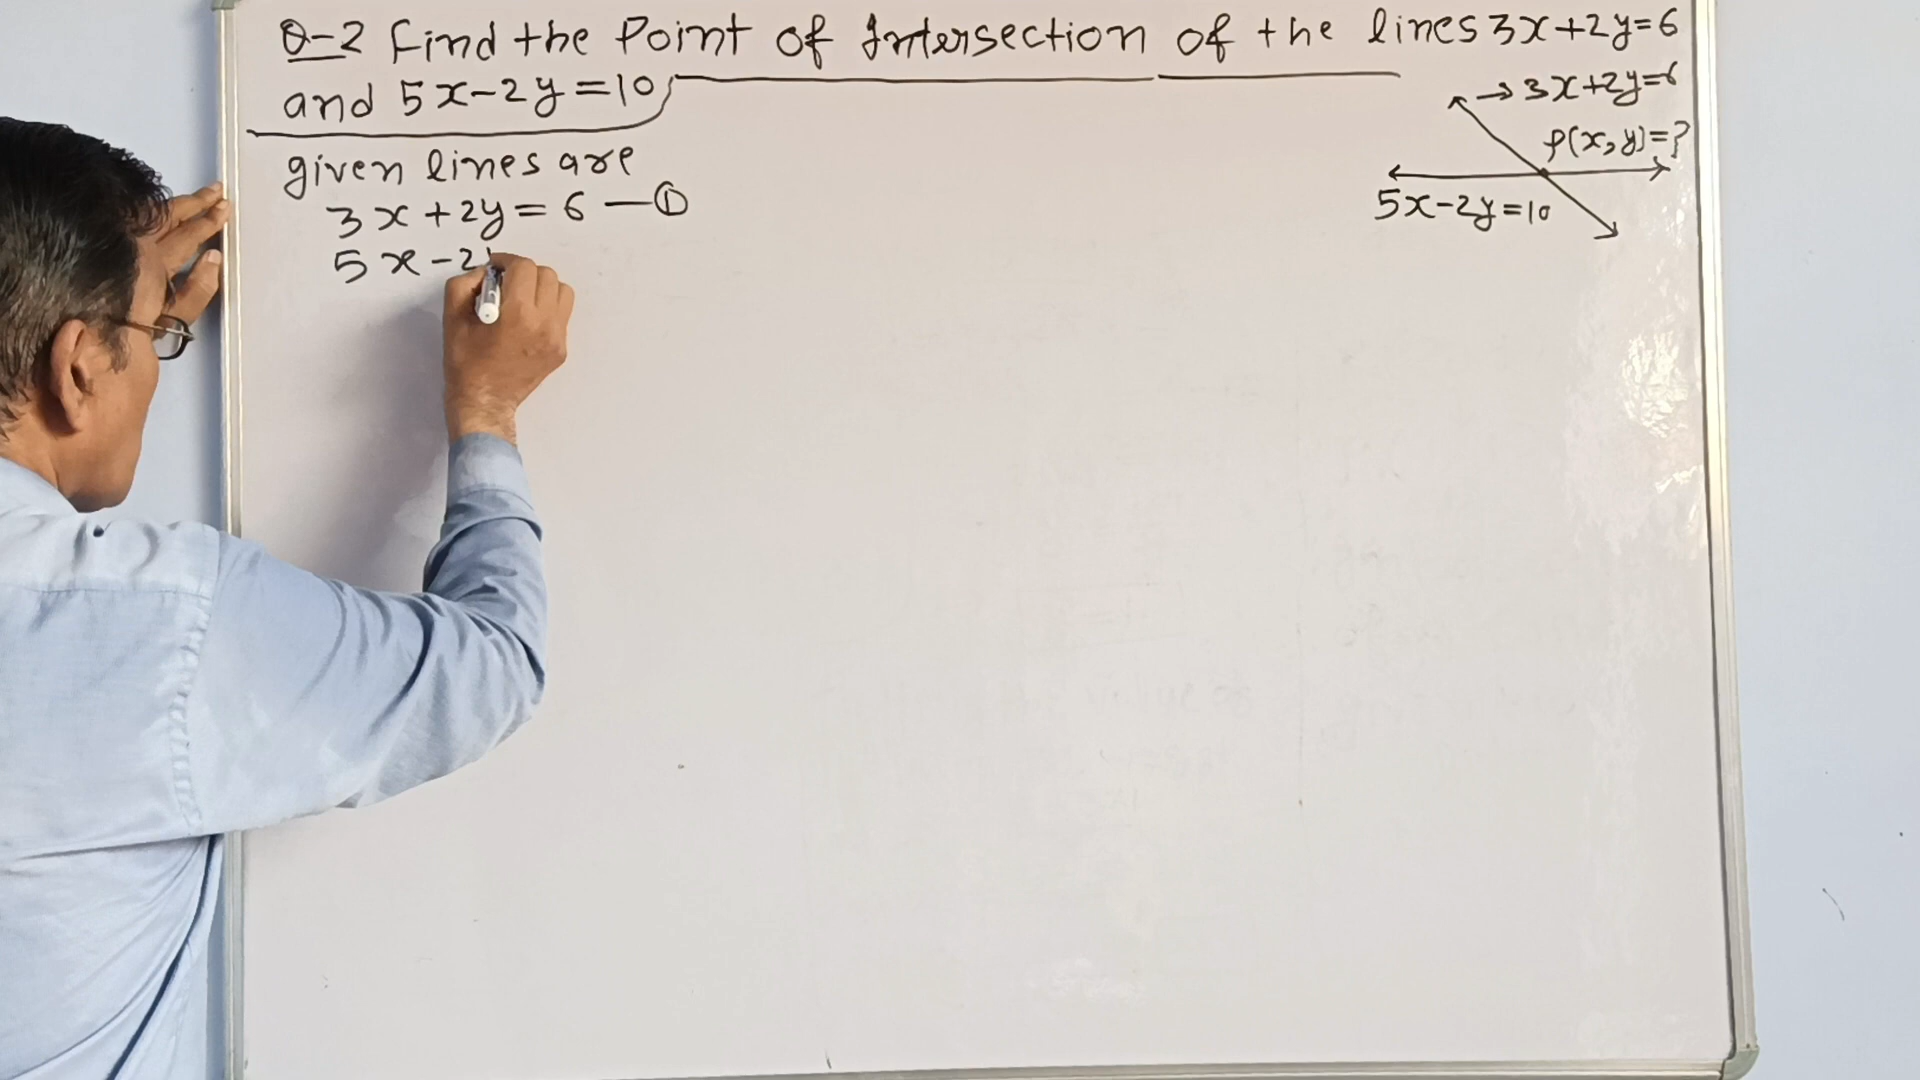 Q-2 Find the Point of Intersection of the lines 3x+2y=6
and 5x-2y=10
→3x+2y=6
P(x,y)=?
5x-2y=10
given lines are
3x+2y=6 —①
5x-2